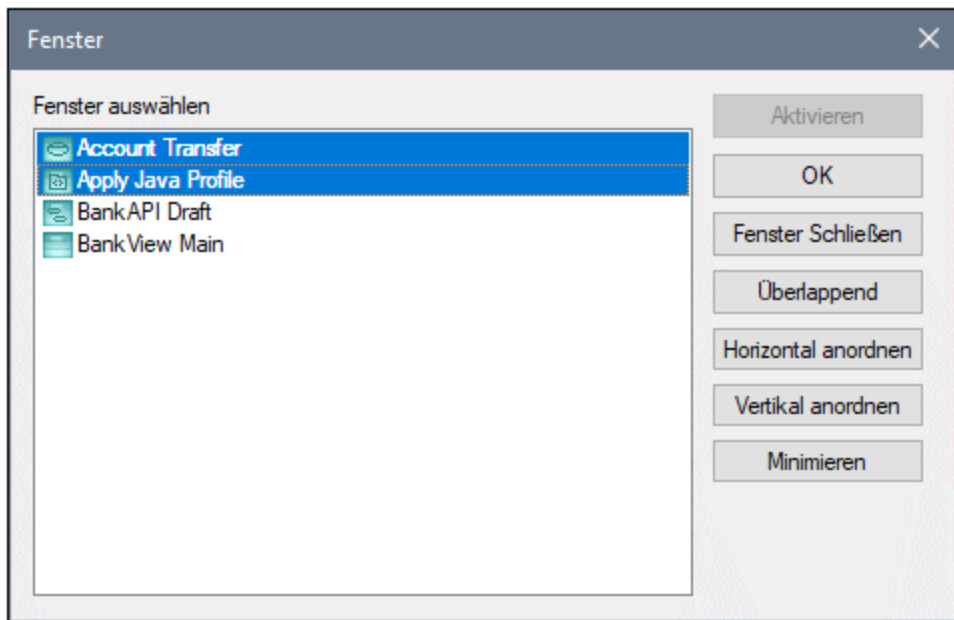 Fenster
Fenster auswählen
Account Transfer
Apply Java Profile
BankAPI Draft
BankView Main
Aktivieren
OK
Fenster Schließen
Überlappend
Horizontal anordnen
Vertikal anordnen
Minimieren